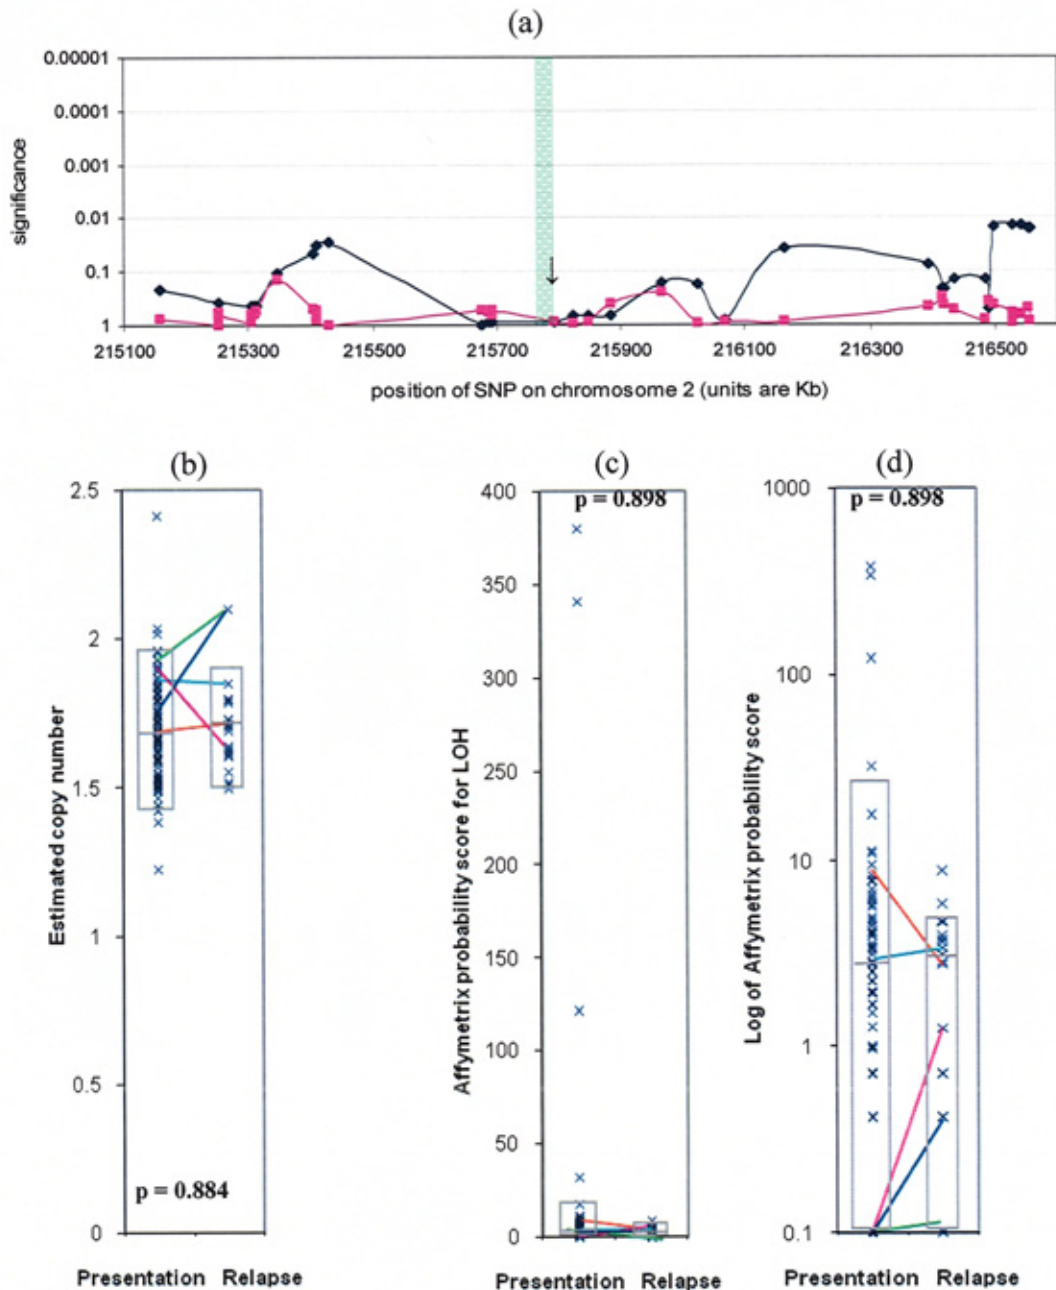 (a)
significance
0.00001
0.0001
0.001
0.01
0.1
1
215100 215300 215500 215700 215900 216100 216300 216500
position of SNP on chromosome 2 (units are Kb)
(b)
Estimated copy number
2.5
2
1.5
1
0.5
0
p = 0.884
Presentation Relapse
(c)
Affymetrix probability score for LOH
400
350
300
250
200
150
100
50
0
p = 0.898
Presentation Relapse
(d)
Log of Affymetrix probability score
1000
100
10
1
0.1
p = 0.898
Presentation Relapse